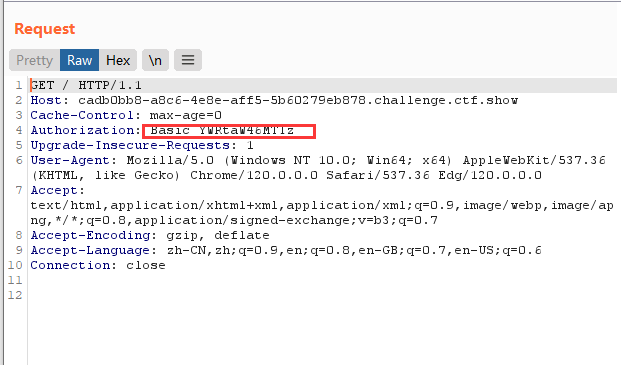 Request
Pretty Raw Hex \n
1 GET / HTTP/1.1
2 Host: cadb0bb8-a8c6-4e8e-aff5-5b60279eb878.challenge.ctf.show
3 Cache-Control: max-age=0
4 Authorization: Basic YWRtaW46MTIz
5 Upgrade-Insecure-Requests: 1
6 User-Agent: Mozilla/5.0 (Windows NT 10.0; Win64; x64) AppleWebKit/537.36
(KHTML, like Gecko) Chrome/120.0.0.0 Safari/537.36 Edg/120.0.0.0
7 Accept:
text/html,application/xhtml+xml,application/xml;q=0.9,image/webp,image/ap
ng,*/*;q=0.8,application/signed-exchange;v=b3;q=0.7
8 Accept-Encoding: gzip, deflate
9 Accept-Language: zh-CN,zh;q=0.9,en;q=0.8,en-GB;q=0.7,en-US;q=0.6
10 Connection: close
11
12